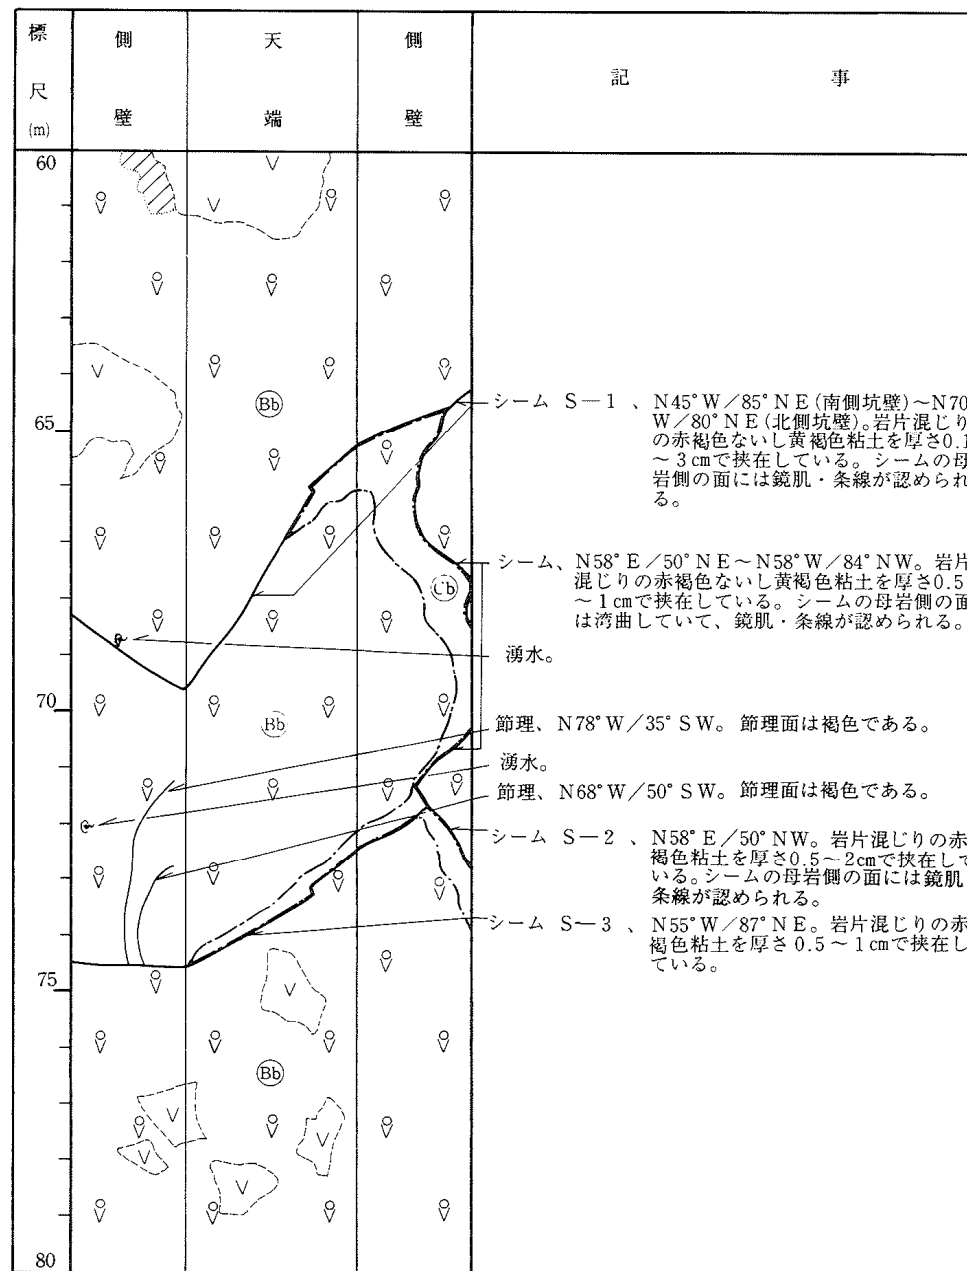 標尺(m)
側壁
天端
側壁
記事
60
65
70
75
80
Bb
Bb
Cb
Bb
シーム S—1 、N45°W／85°NE(南側坑壁)～N70
W／80°NE(北側坑壁)。岩片混じり
の赤褐色ないし黄褐色粘土を厚さ0.1
～3cmで挟在している。シームの母
岩側の面には鏡肌・条線が認められ
る。
シーム、N58°E／50°NE～N58°W／84°NW。岩片
混じりの赤褐色ないし黄褐色粘土を厚さ0.5
～1cmで挟在している。シームの母岩側の面
は湾曲していて、鏡肌・条線が認められる。
湧水。
節理、N78°W／35°SW。節理面は褐色である。
湧水。
節理、N68°W／50°SW。節理面は褐色である。
シーム S—2 、N58°E／50°NW。岩片混じりの赤
褐色粘土を厚さ0.5～2cmで挟在して
いる。シームの母岩側の面には鏡肌
条線が認められる。
シーム S—3 、N55°W／87°NE。岩片混じりの赤
褐色粘土を厚さ0.5～1cmで挟在し
ている。